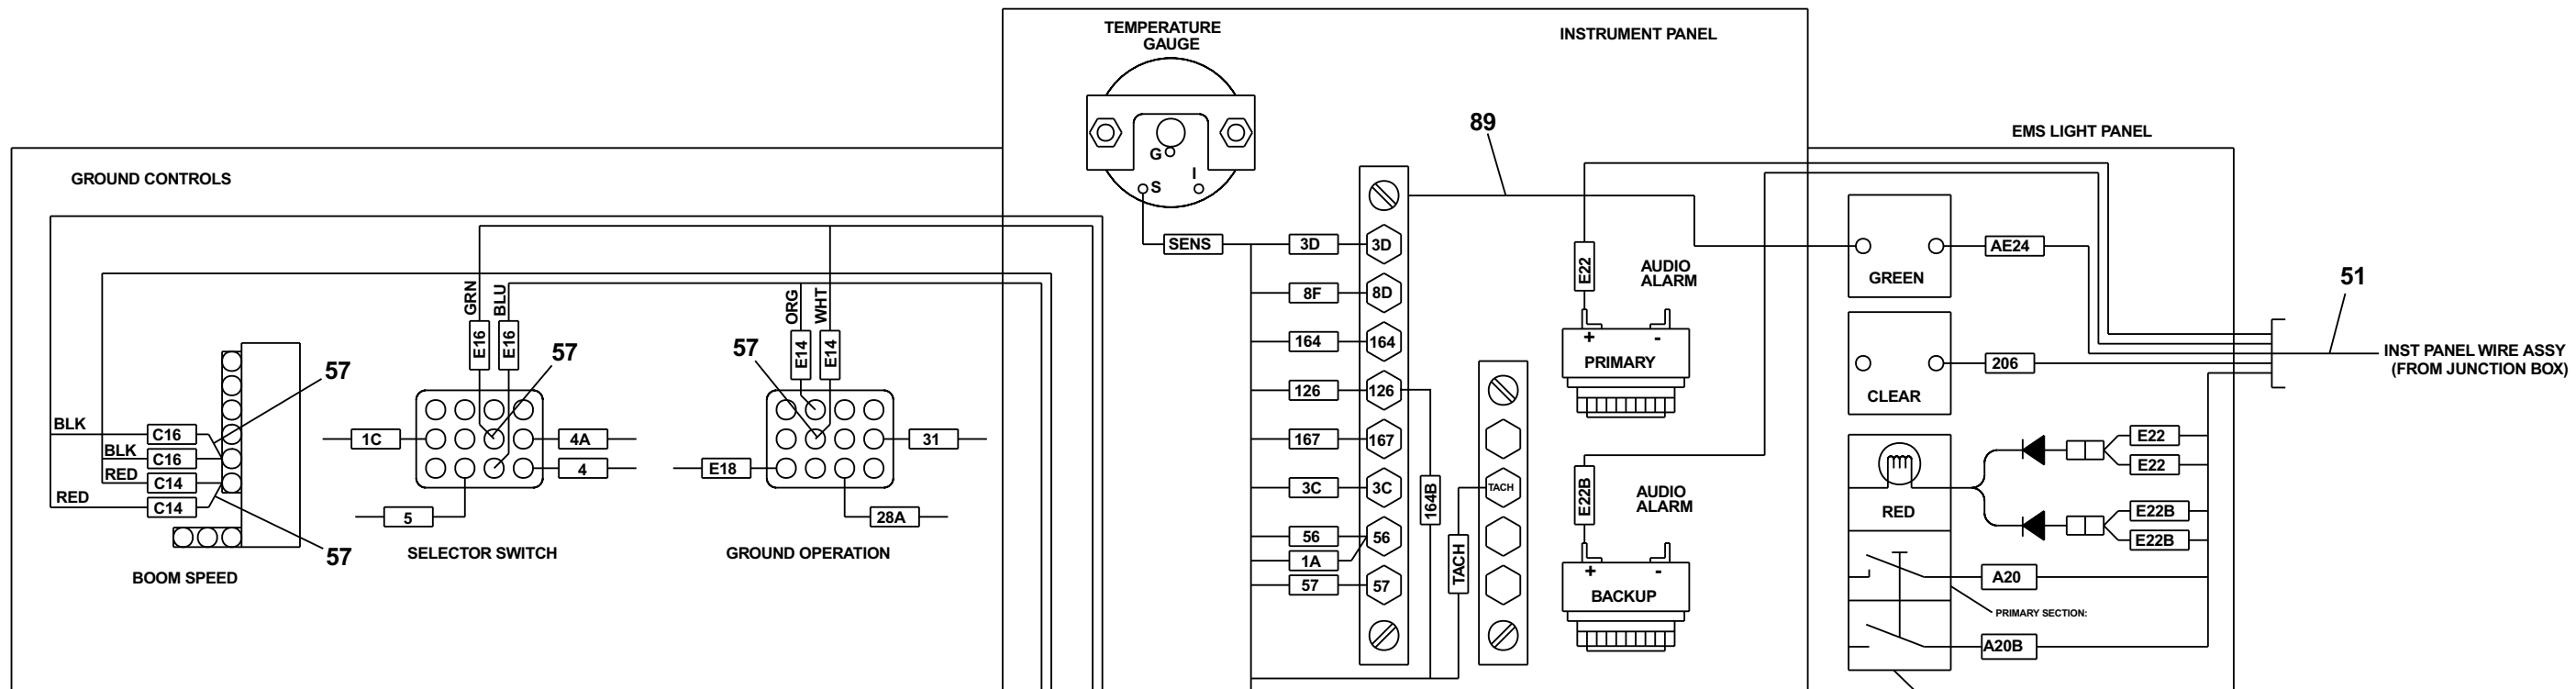 TEMPERATURE
GAUGE
INSTRUMENT PANEL
EMS LIGHT PANEL
GROUND CONTROLS
89
G
S
I
SENS
3D
3D
8F
8D
164
164
126
126
167
167
3C
3C
56
56
1A
57
57
164B
TACH
TACH
E22
AUDIO
ALARM
+
-
PRIMARY
E22B
AUDIO
ALARM
+
-
BACKUP
GREEN
AE24
CLEAR
206
51
INST PANEL WIRE ASSY
(FROM JUNCTION BOX)
RED
E22
E22
E22B
E22B
A20
PRIMARY SECTION:
A20B
BLK
C16
BLK
C16
RED
C14
RED
C14
57
57
BOOM SPEED
GRN
BLU
E16
E16
57
1C
4A
4
5
SELECTOR SWITCH
ORG
WHT
E14
E14
57
31
E18
28A
GROUND OPERATION